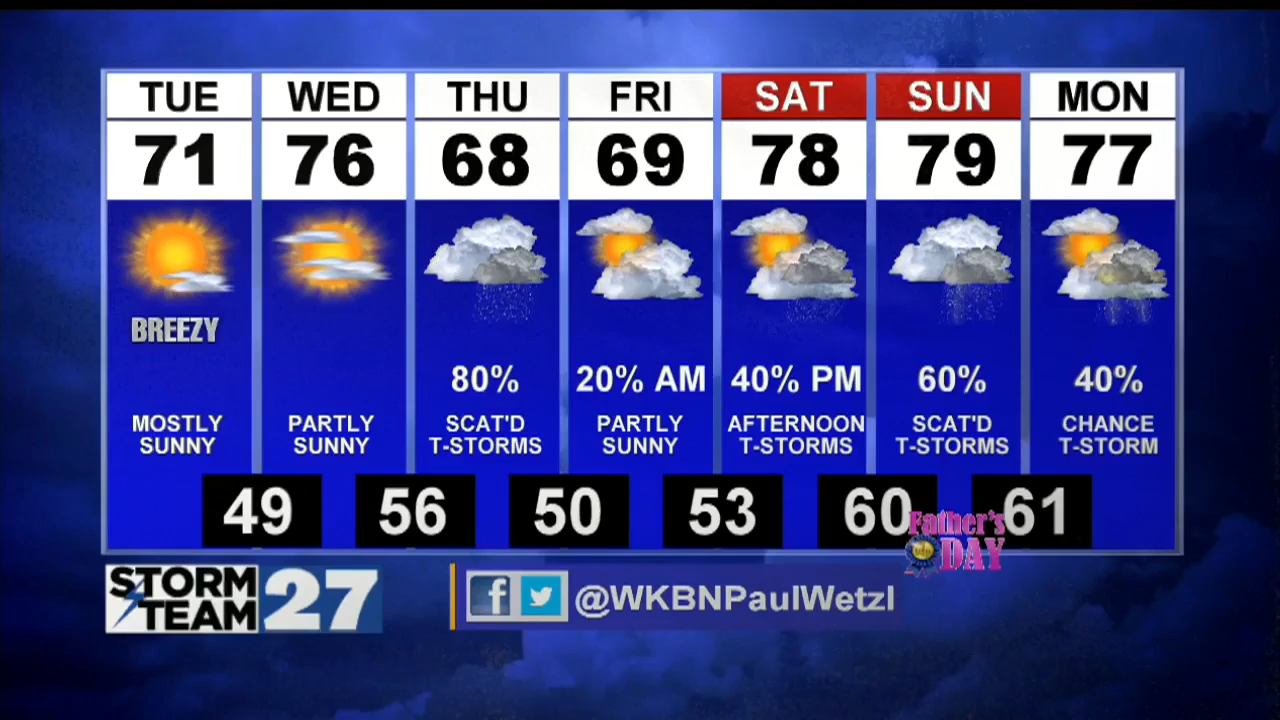 TUE WED THU FRI SAT SUN MON
71 76 68 69 78 79 77
BREEZY
80% 20% AM 40% PM 60% 40%
MOSTLY PARTLY SCAT'D PARTLY AFTERNOON SCAT'D CHANCE
SUNNY SUNNY T-STORMS SUNNY T-STORMS T-STORMS T-STORM
49 56 50 53 60 61
Father's
DAY
STORM
TEAM 27
f @WKBNPaulWetzl